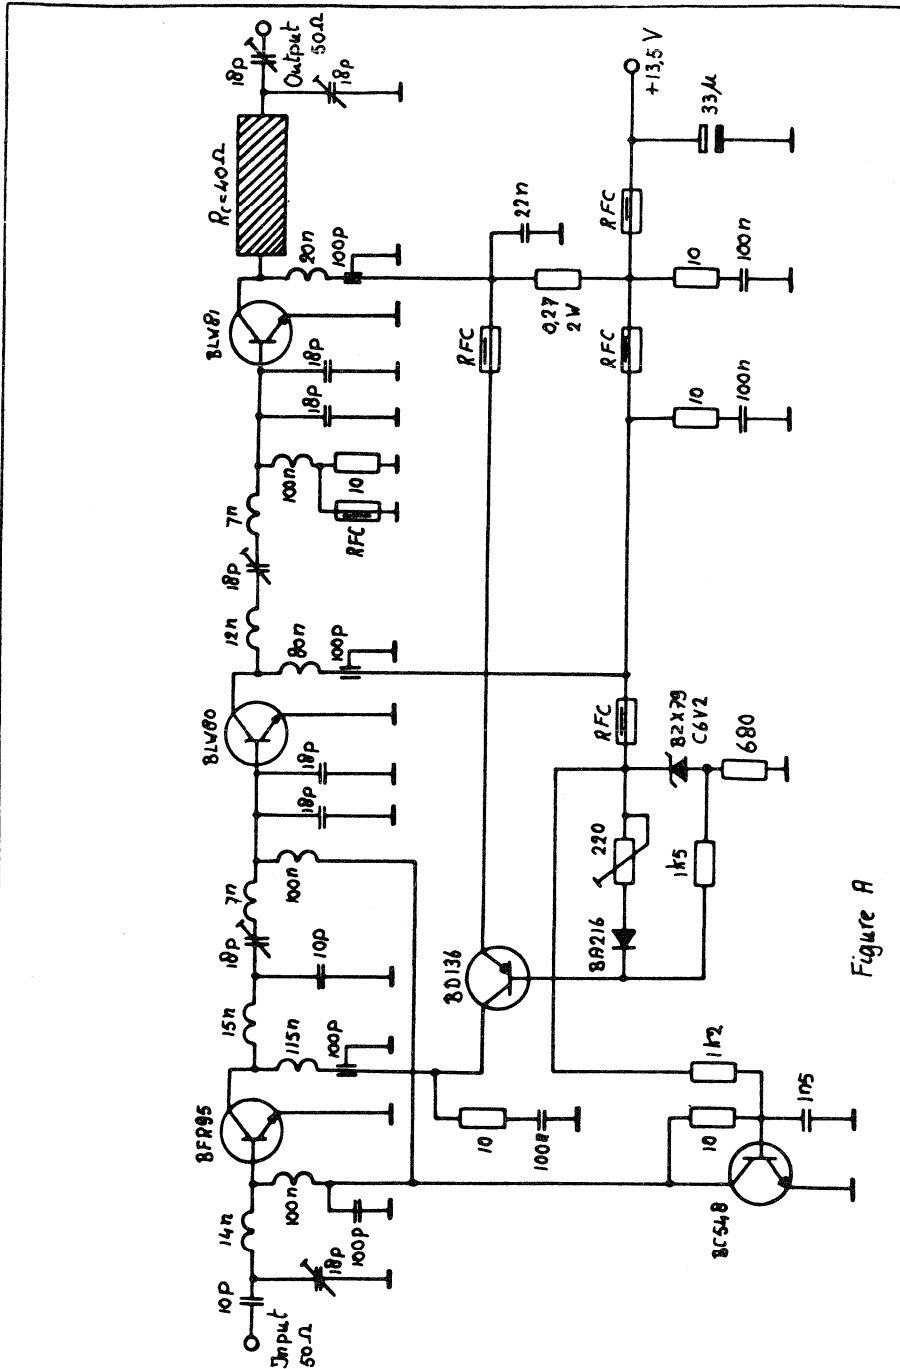 Input
50Ω
10p
18p
14n
100n
100p
BFR95
115n
100p
15n
10p
18p
7n
100n
18p
18p
BLW80
80n
100p
12n
18p
7n
100n
10
RFC
18p
18p
BLW81
20n
100p
Rc=40Ω
18p
Output
50Ω
18p
10
100n
BD136
RFC
22n
0,27
2W
BC548
10
1k2
1n5
BA216
220
1k5
BZX79
C6V2
680
RFC
10
100n
RFC
10
100n
RFC
33μ
+13,5 V
Figure A